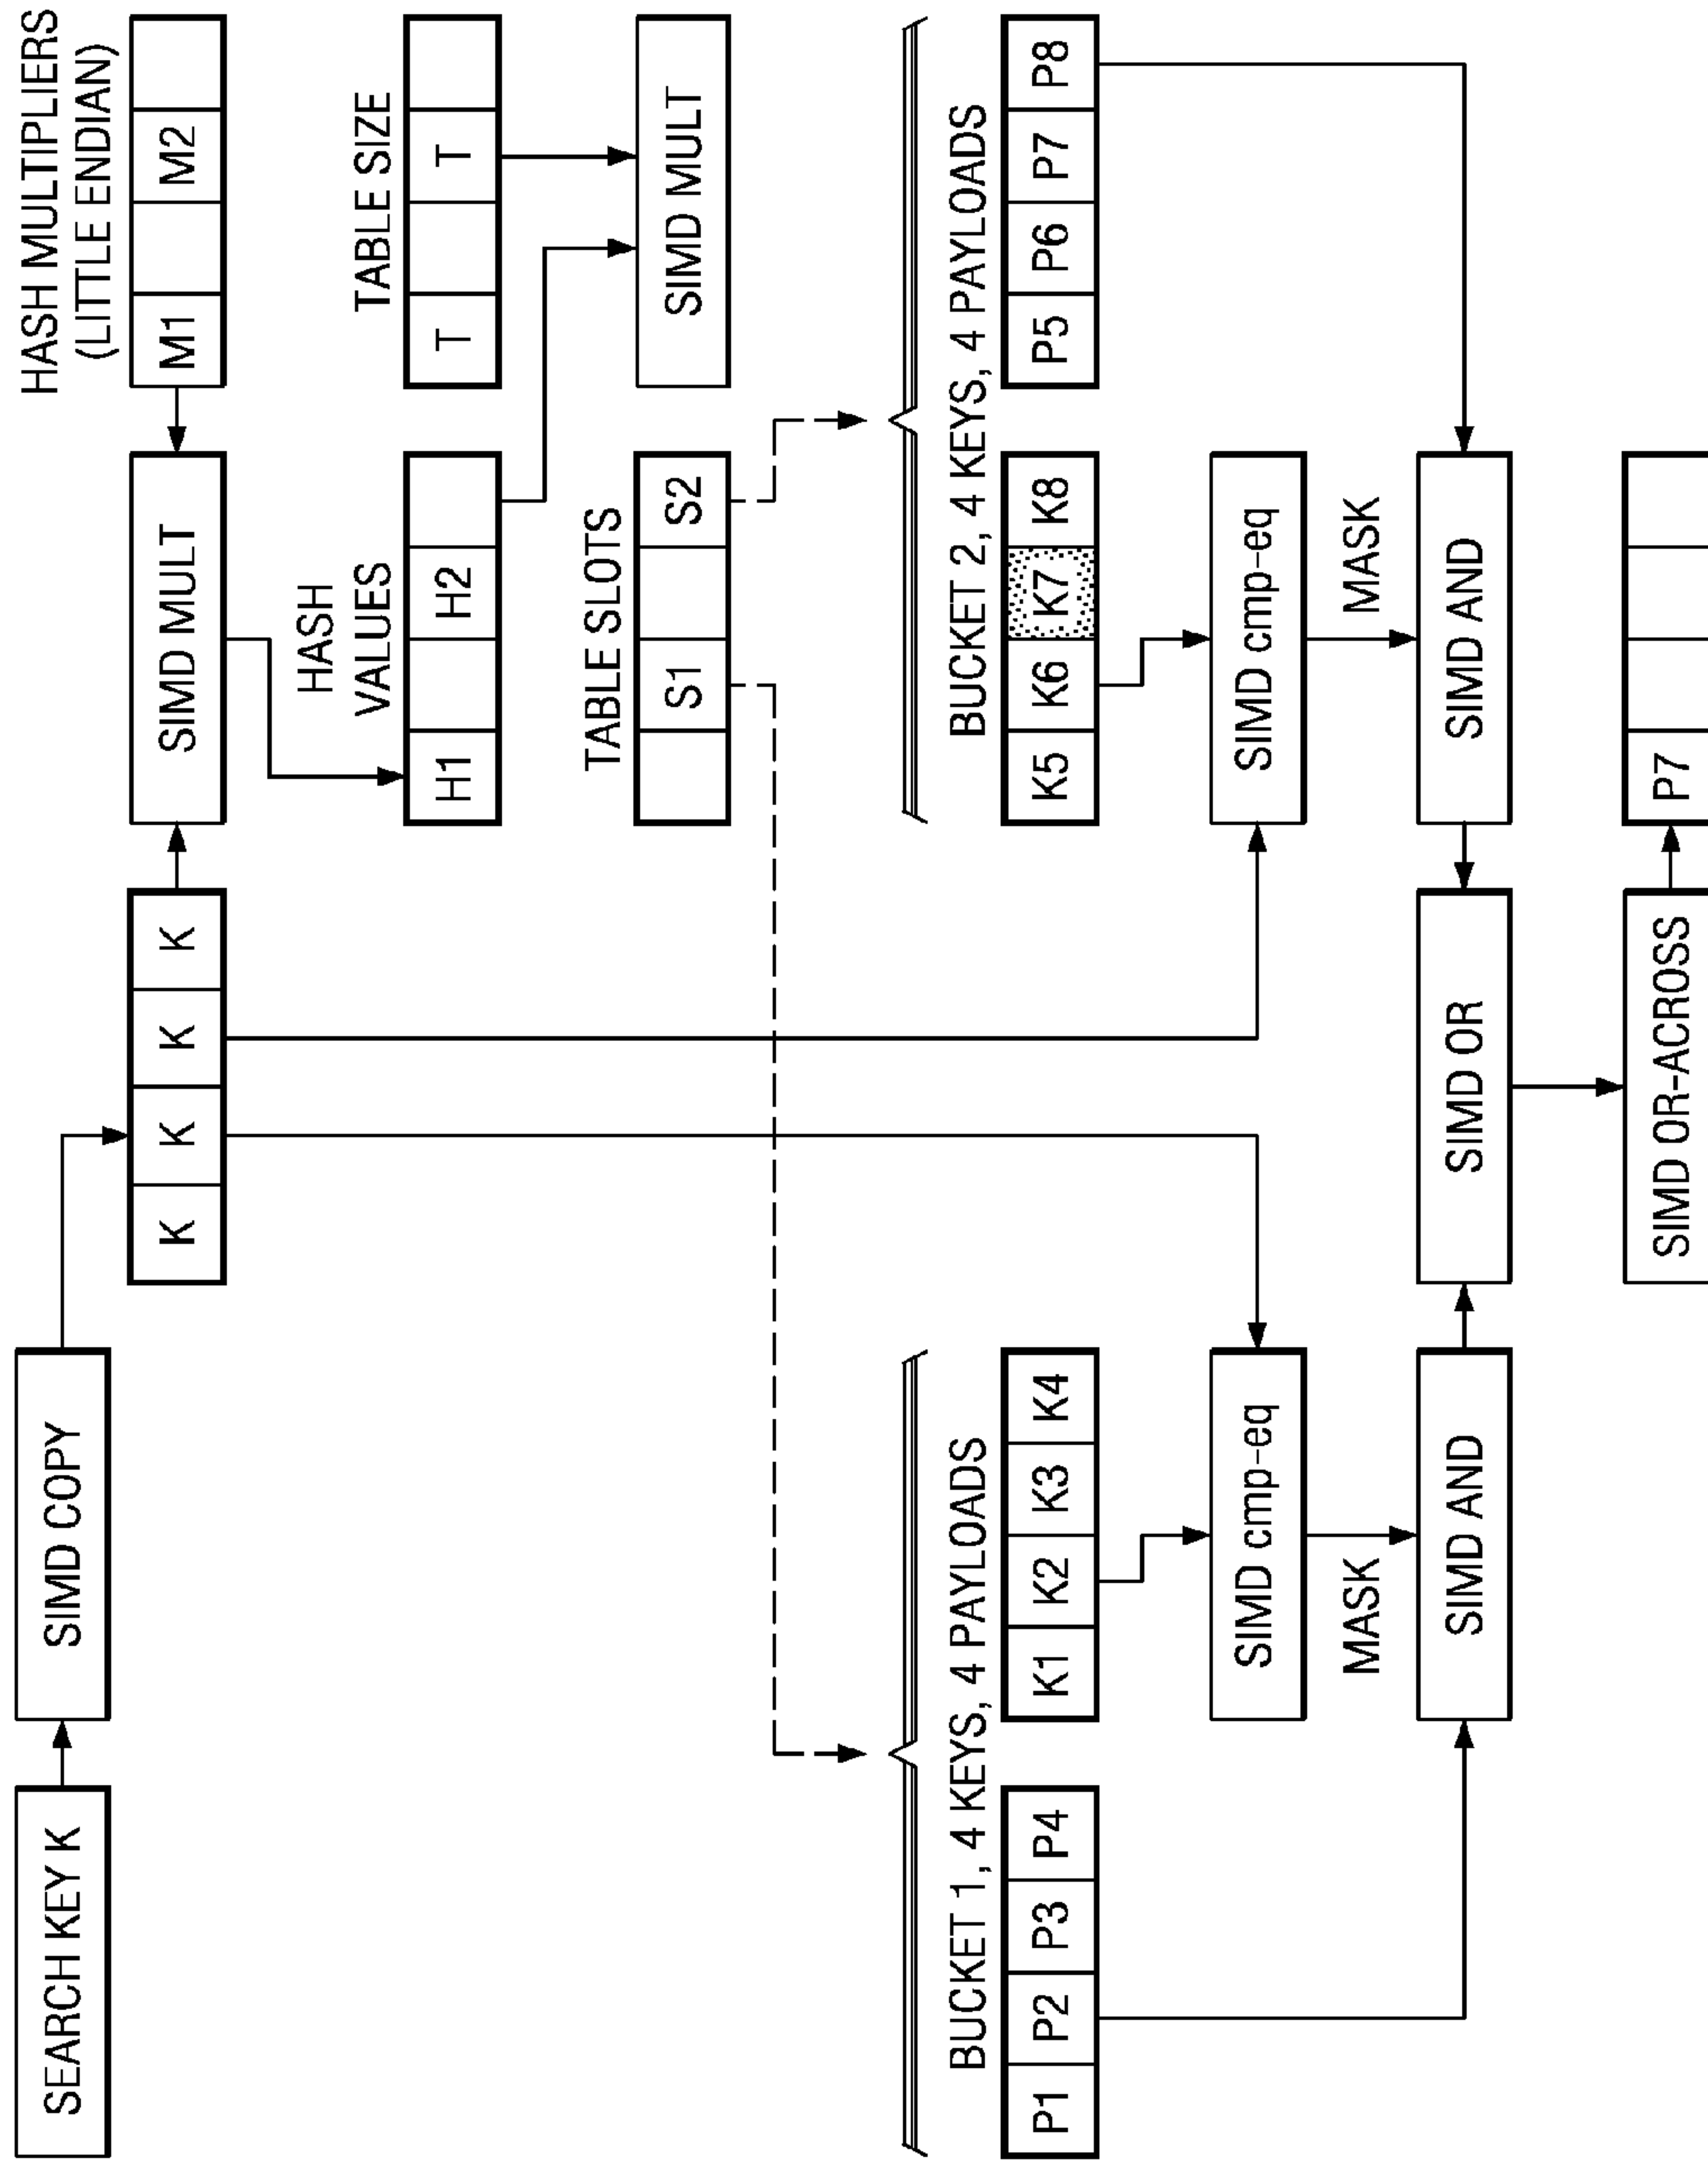 SEARCH KEY K
SIMD COPY
K K K K
SIMD MULT
HASH MULTIPLIERS
(LITTLE ENDIAN)
M1 M2
HASH
VALUES
H1 H2
TABLE SIZE
T T
TABLE SLOTS
S1 S2
SIMD MULT
BUCKET 1, 4 KEYS, 4 PAYLOADS
P1 P2 P3 P4
K1 K2 K3 K4
BUCKET 2, 4 KEYS, 4 PAYLOADS
K5 K6 K7 K8
P5 P6 P7 P8
SIMD cmp-eq
SIMD cmp-eq
MASK
MASK
SIMD AND
SIMD OR
SIMD AND
SIMD OR-ACROSS
P7